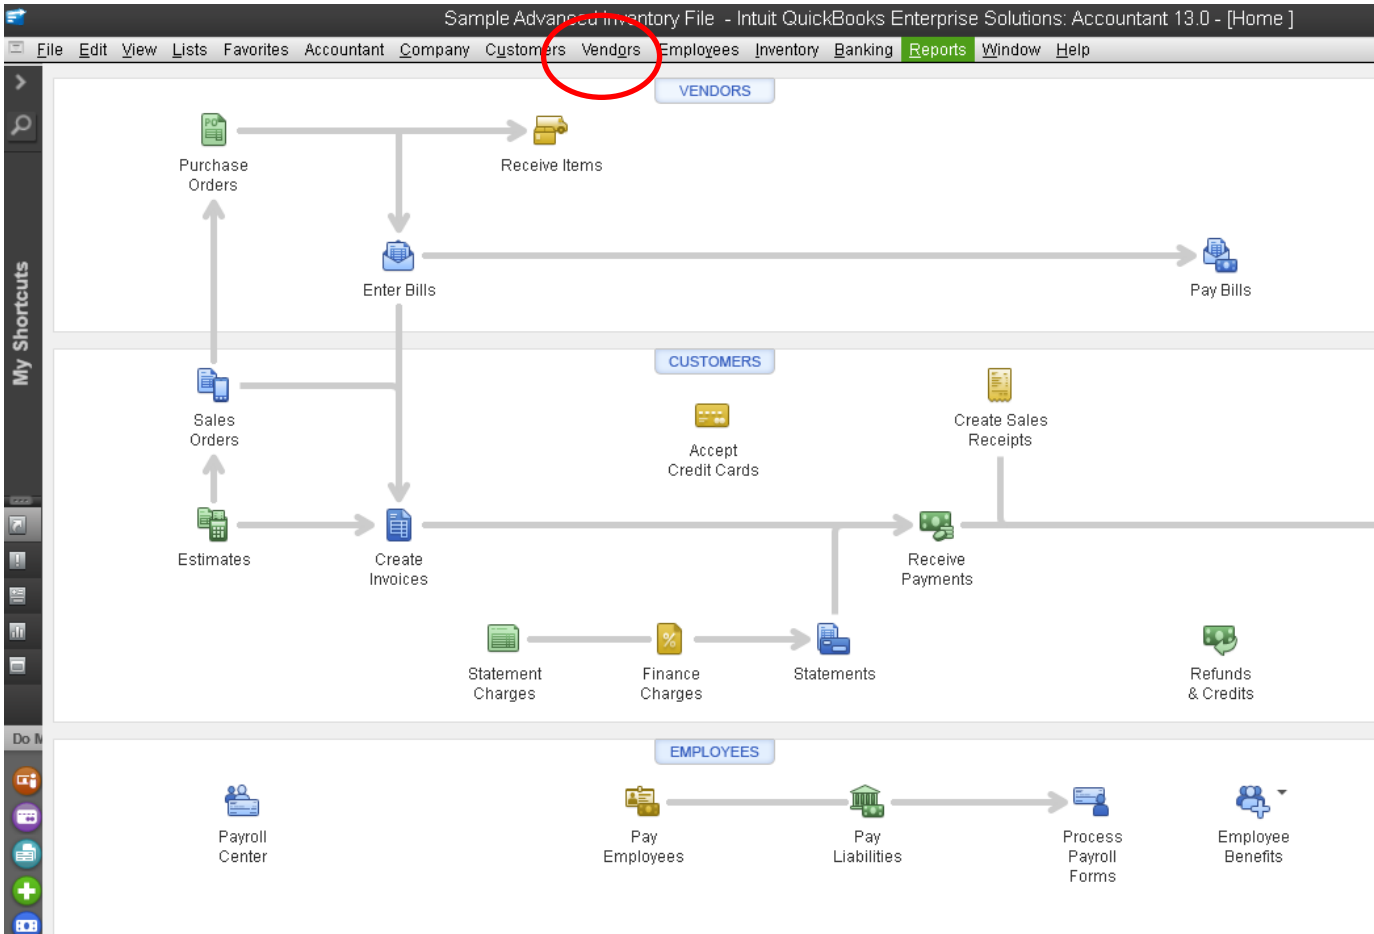 Sample Advanced Inventory File - Intuit QuickBooks Enterprise Solutions: Accountant 13.0 - [Home ]
File Edit View Lists Favorites Accountant Company Customers Vendors Employees Inventory Banking Reports Window Help
VENDORS
PO
Purchase
Orders
Receive Items
Enter Bills
Pay Bills
My Shortcuts
CUSTOMERS
Sales
Orders
Accept
Credit Cards
Create Sales
Receipts
Estimates
Create
Invoices
Receive
Payments
%
Statement
Charges
Finance
Charges
Statements
Refunds
& Credits
Do
EMPLOYEES
Payroll
Center
Pay
Employees
Pay
Liabilities
Process
Payroll
Forms
Employee
Benefits